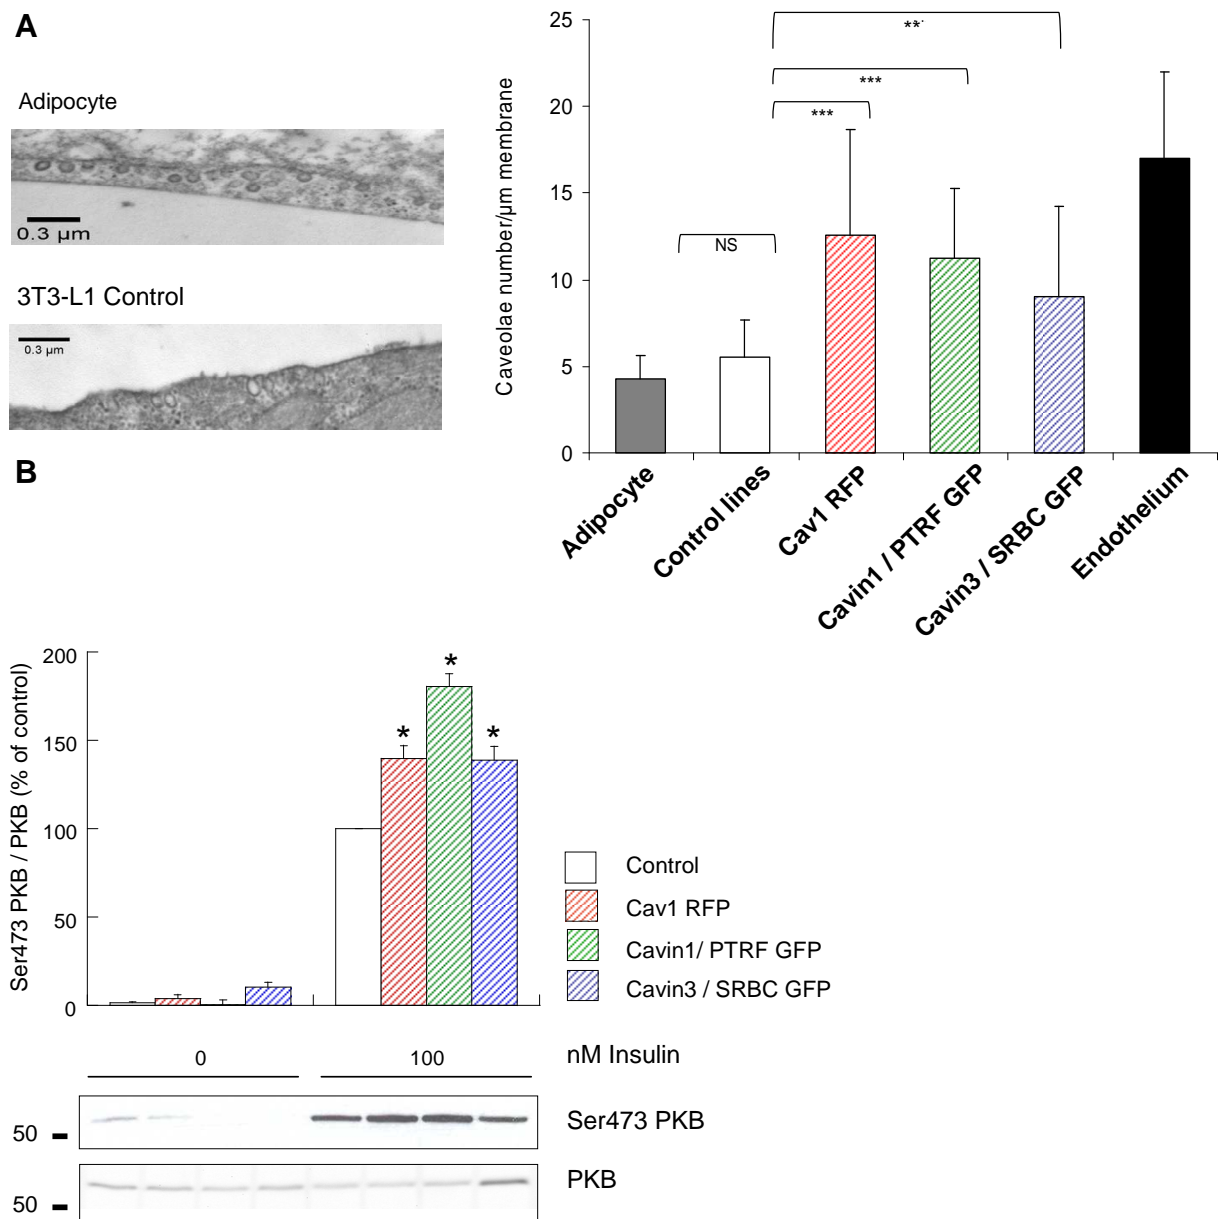 A
Adipocyte
0.3 µm
3T3-L1 Control
0.3 µm
Caveolae number/µm membrane
25
20
15
10
5
0
NS
***
***
**
Adipocyte
Control lines
Cav1 RFP
Cavin1 / PTRF GFP
Cavin3 / SRBC GFP
Endothelium
B
Ser473 PKB / PKB (% of control)
200
150
100
50
0
*
*
*
Control
Cav1 RFP
Cavin1/ PTRF GFP
Cavin3 / SRBC GFP
0
100
nM Insulin
50
Ser473 PKB
50
PKB